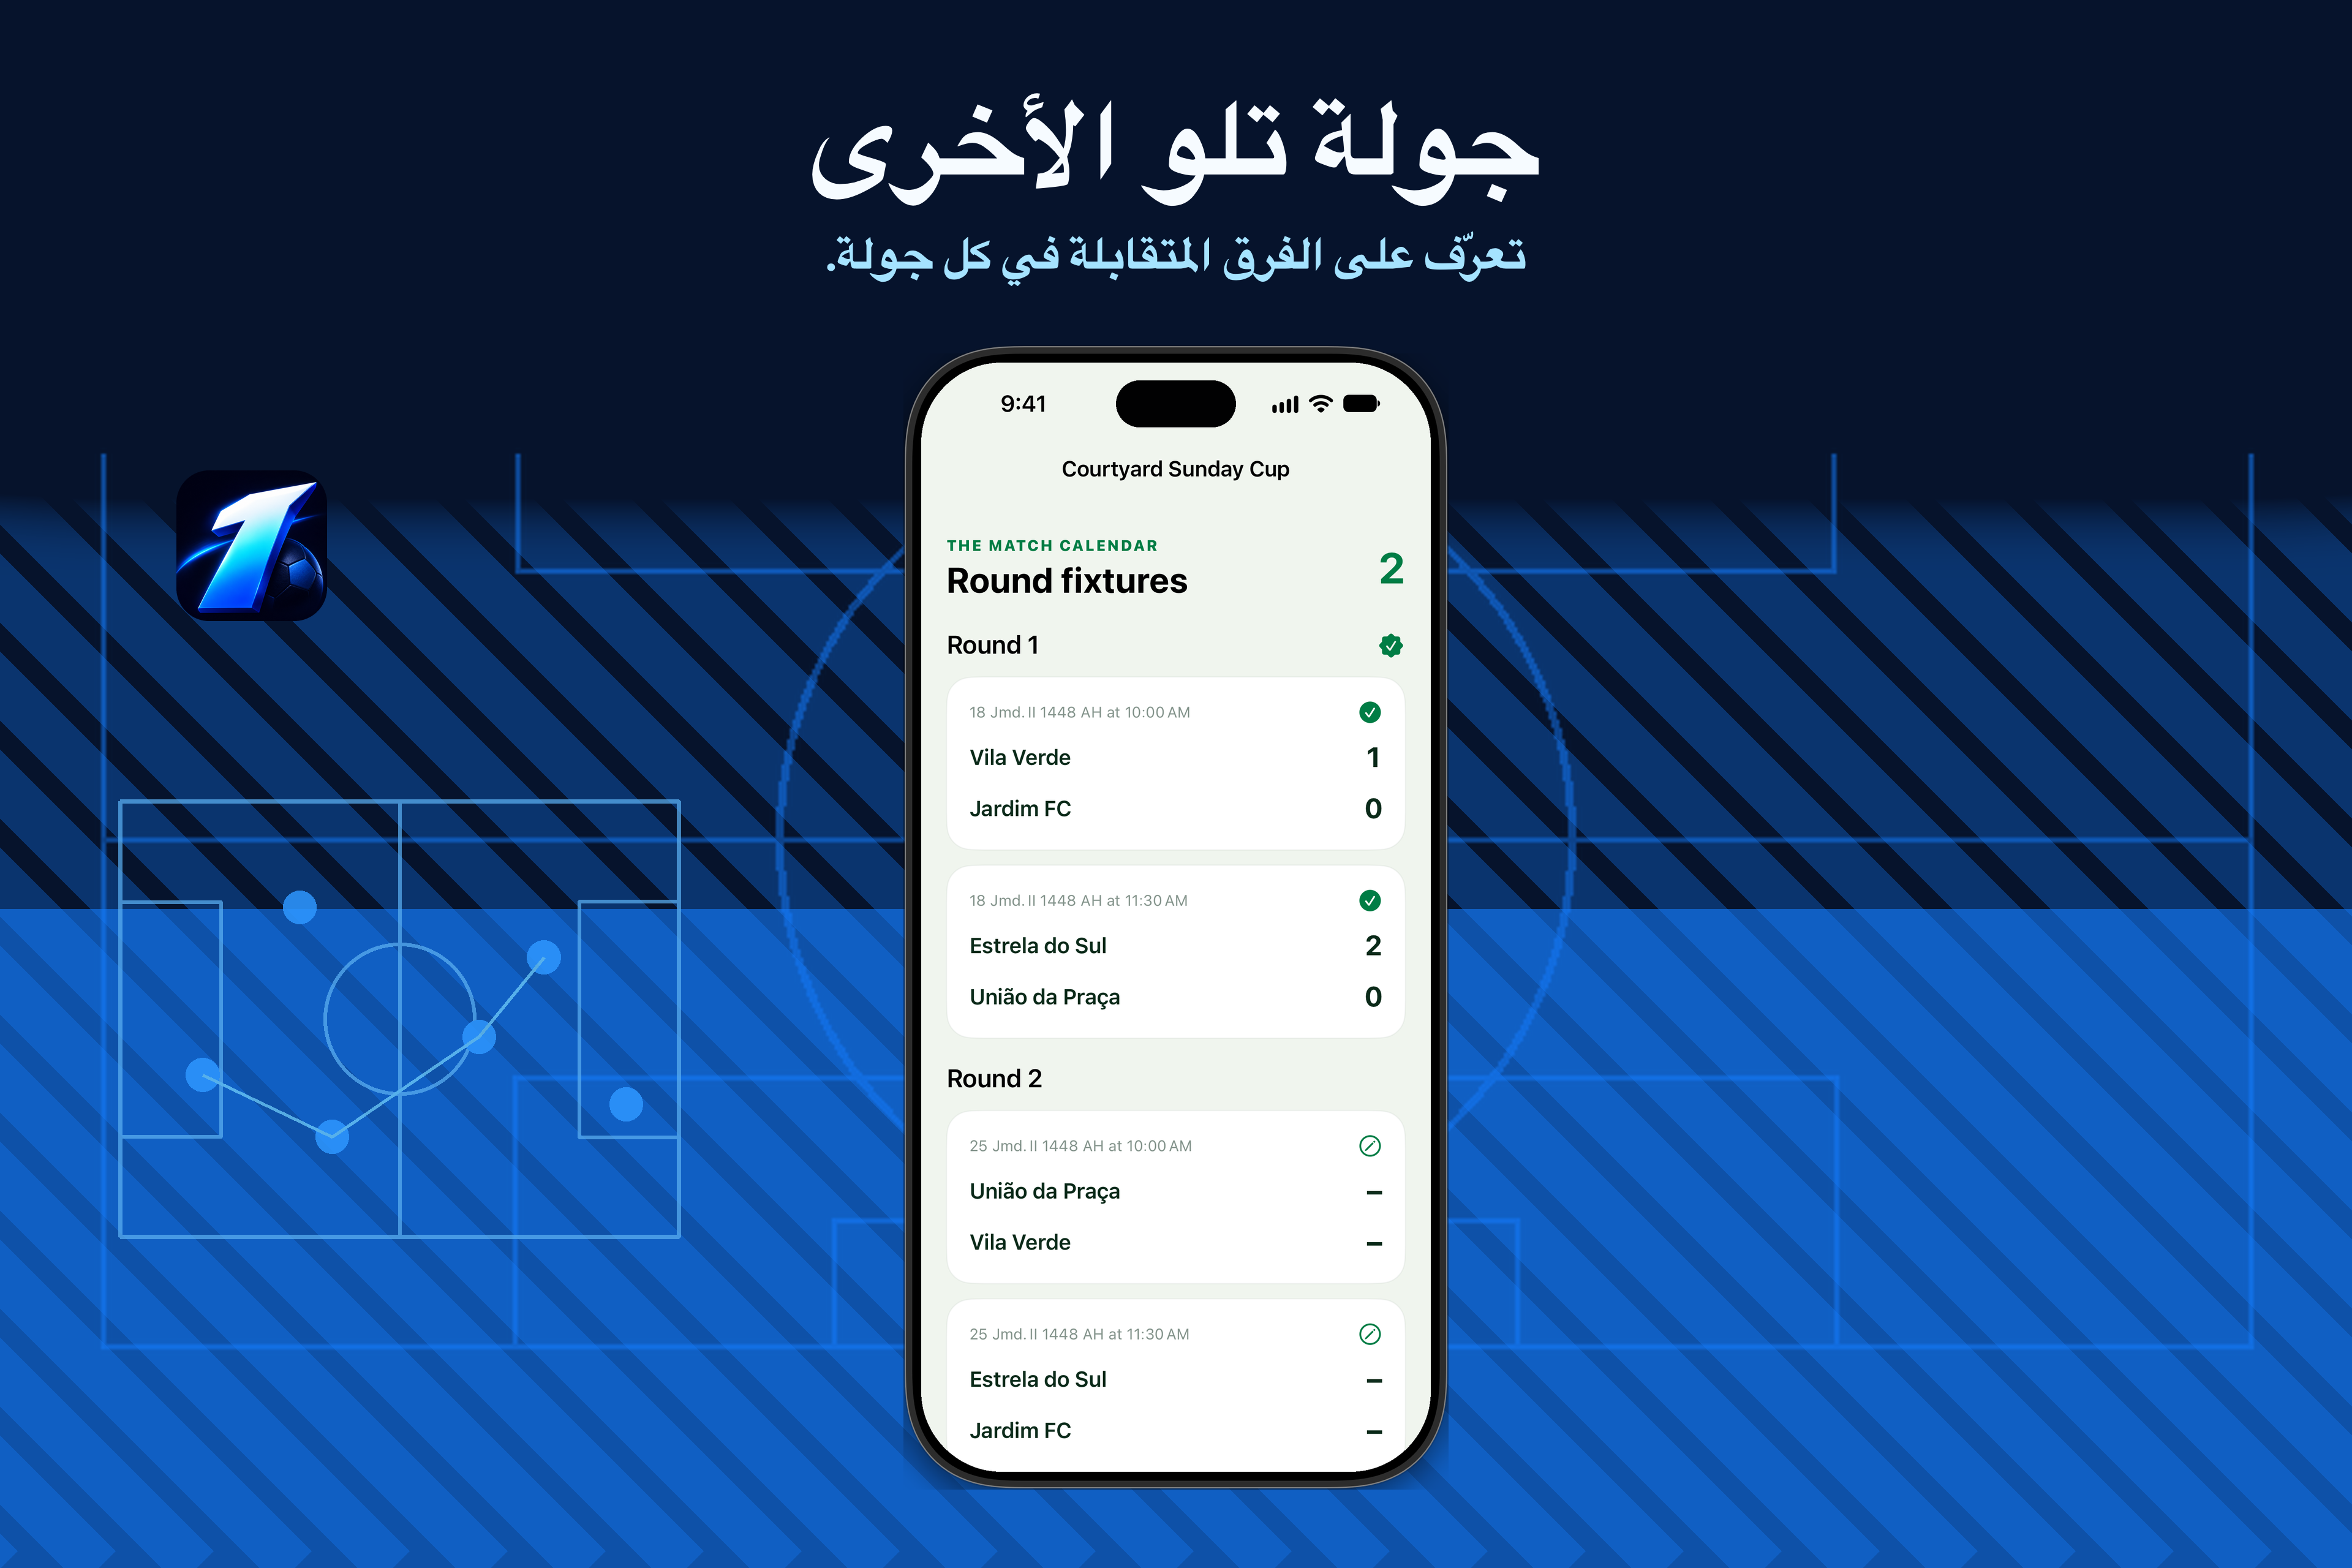 جولة تلو الأخرى
تعرّف على الفرق المتقابلة في كل جولة.
1
9:41
Courtyard Sunday Cup
THE MATCH CALENDAR
Round fixtures
2
Round 1
18 Jmd. II 1448 AH at 10:00 AM
Vila Verde 1
Jardim FC 0
18 Jmd. II 1448 AH at 11:30 AM
Estrela do Sul 2
União da Praça 0
Round 2
25 Jmd. II 1448 AH at 10:00 AM
União da Praça –
Vila Verde –
25 Jmd. II 1448 AH at 11:30 AM
Estrela do Sul –
Jardim FC –